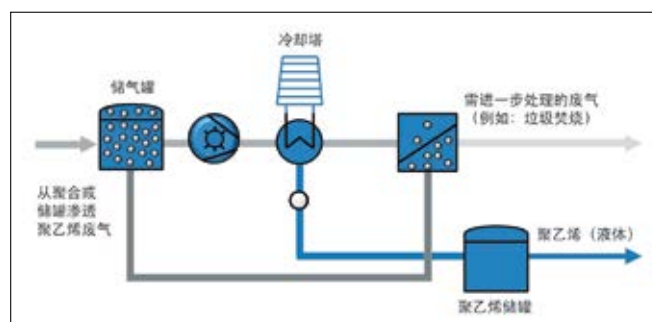 冷却塔
储气罐
需进一步处理的废气
(例如：垃圾焚烧)
从聚合或
储罐渗透
聚乙烯废气
聚乙烯（液体）
聚乙烯储罐